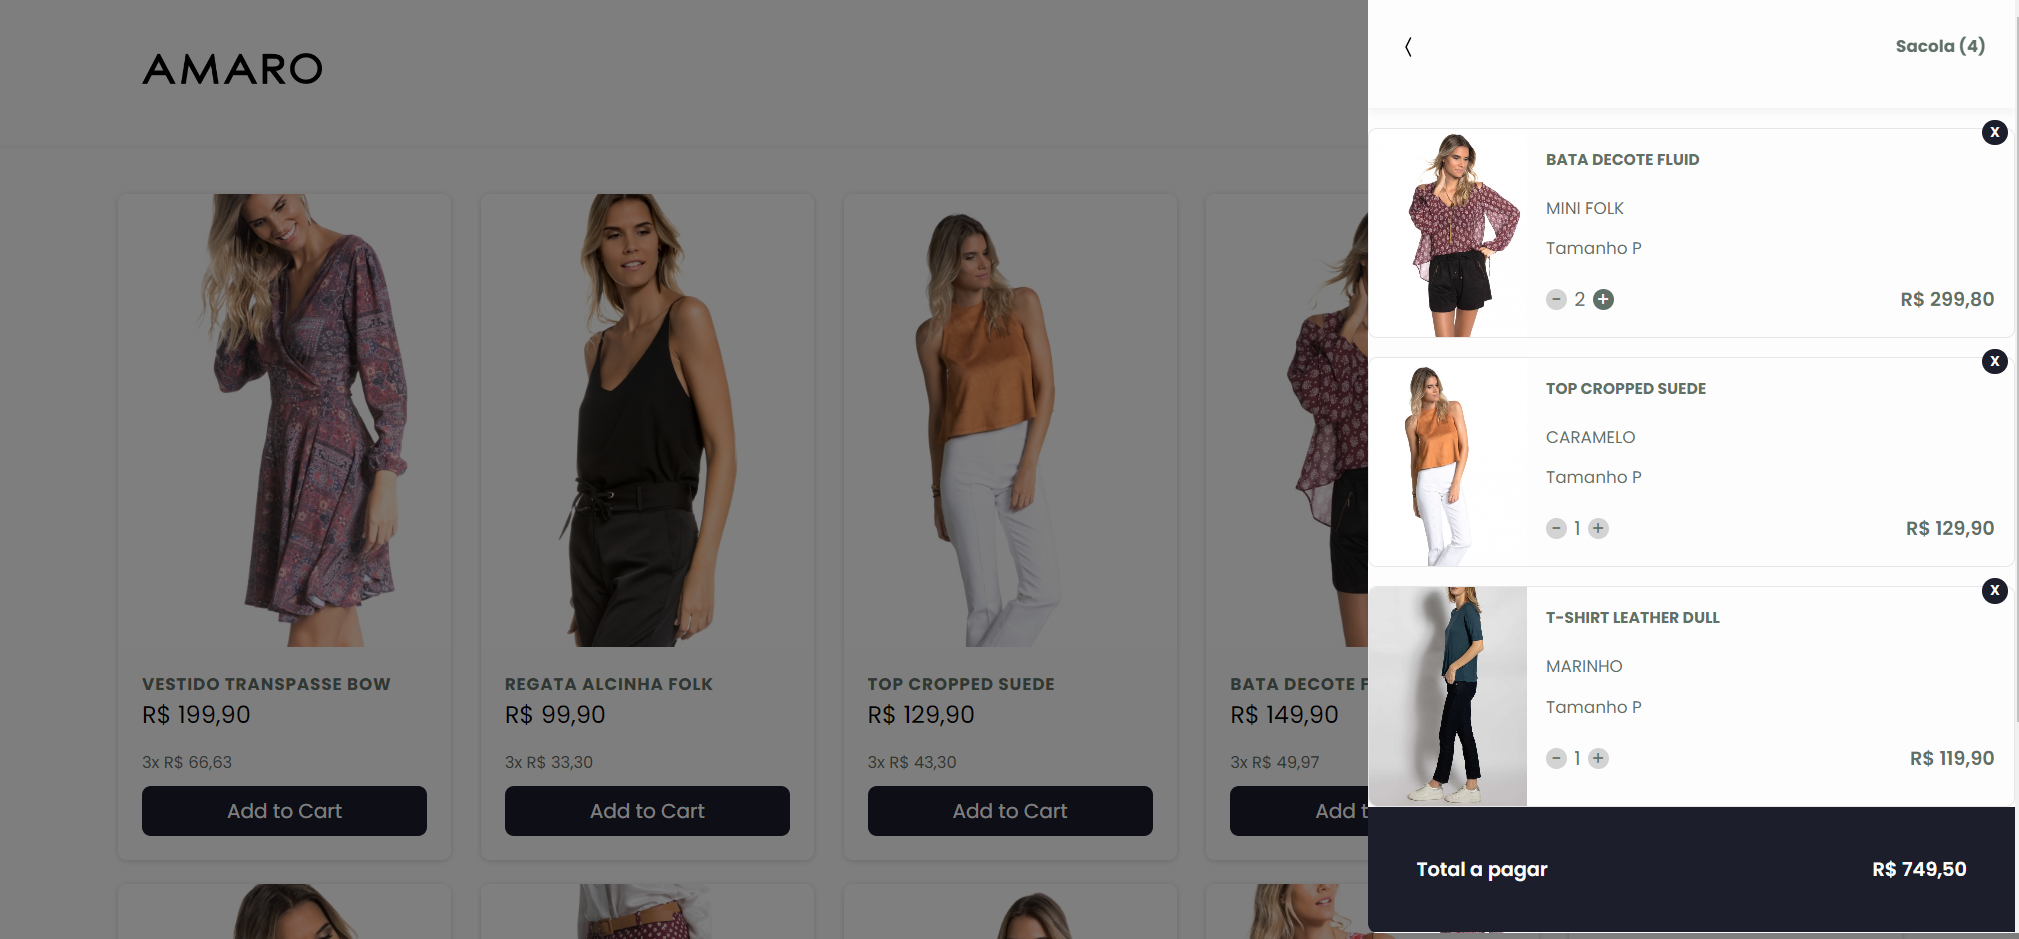 AMARO
VESTIDO TRANSPASSE BOW
R$ 199,90
3x R$ 66,63
Add to Cart
REGATA ALCINHA FOLK
R$ 99,90
3x R$ 33,30
Add to Cart
TOP CROPPED SUEDE
R$ 129,90
3x R$ 43,30
Add to Cart
BATA DECOTE F
R$ 149,90
3x R$ 49,97
Add t
Sacola (4)
X
BATA DECOTE FLUID
MINI FOLK
Tamanho P
- 2 + R$ 299,80
X
TOP CROPPED SUEDE
CARAMELO
Tamanho P
- 1 + R$ 129,90
X
T-SHIRT LEATHER DULL
MARINHO
Tamanho P
- 1 + R$ 119,90
Total a pagar R$ 749,50